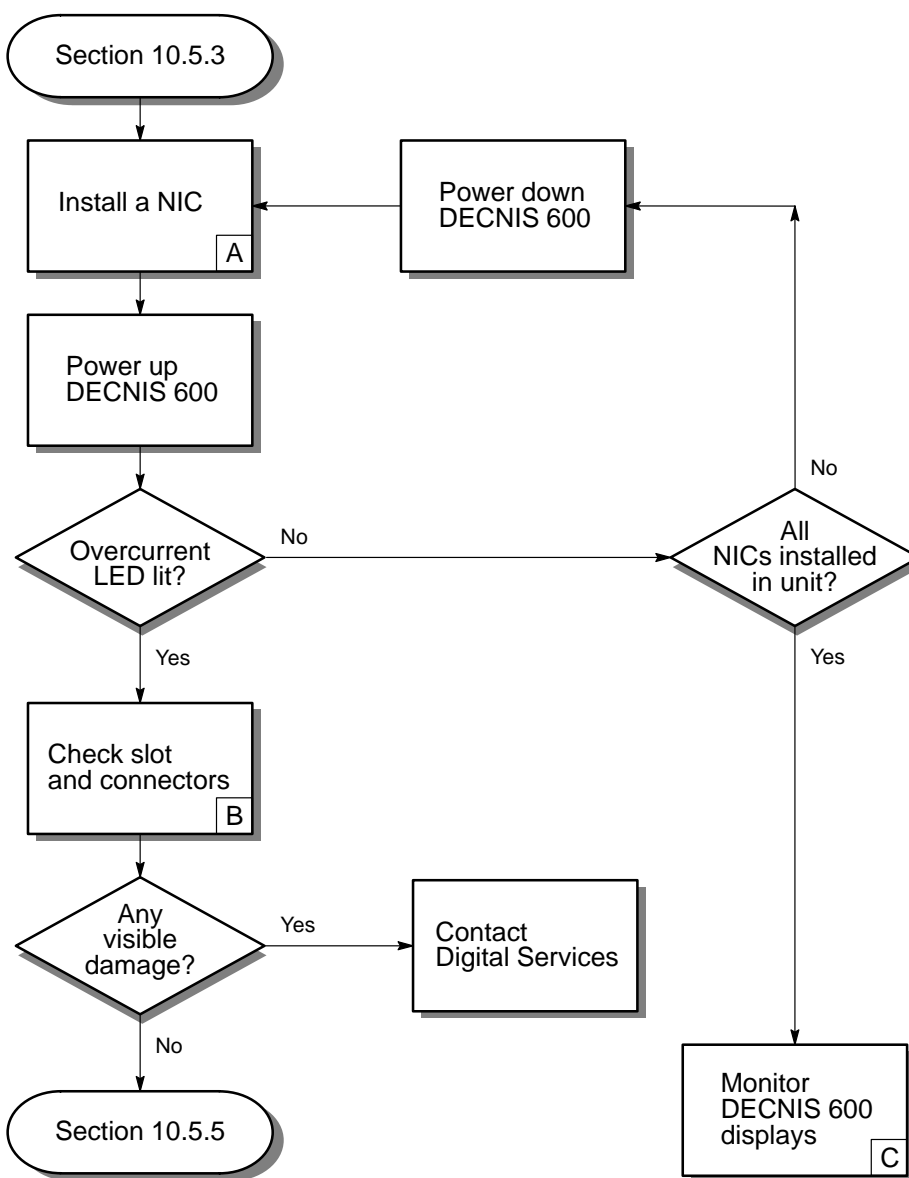 Section 10.5.3
Install a NIC
A
Power down
DECNIS 600
Power up
DECNIS 600
Overcurrent
LED lit?
No
Yes
All
NICs installed
in unit?
No
Yes
Check slot
and connectors
B
Any
visible
damage?
Yes
No
Contact
Digital Services
Section 10.5.5
Monitor
DECNIS 600
displays
C